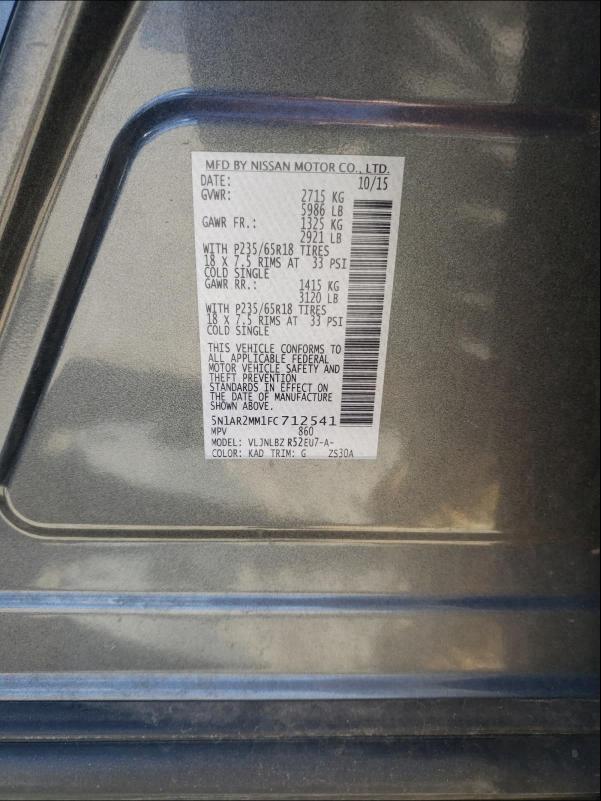 MFD BY NISSAN MOTOR CO., LTD.
DATE: 10/15
GVWR: 2715 KG
5986 LB
GAWR FR.: 1325 KG
2921 LB
WITH P235/65R18 TIRES
18 X 7.5 RIMS AT 33 PSI
COLD SINGLE
GAWR RR.: 1415 KG
3120 LB
WITH P235/65R18 TIRES
18 X 7.5 RIMS AT 33 PSI
COLD SINGLE
THIS VEHICLE CONFORMS TO
ALL APPLICABLE FEDERAL
MOTOR VEHICLE SAFETY AND
THEFT PREVENTION
STANDARDS IN EFFECT ON
THE DATE OF MANUFACTURE
SHOWN ABOVE.
5N1AR2MM1FC712541
MPV 860
MODEL: VLJNLBZ R52EU7-A-
COLOR: KAD TRIM: G ZS30A